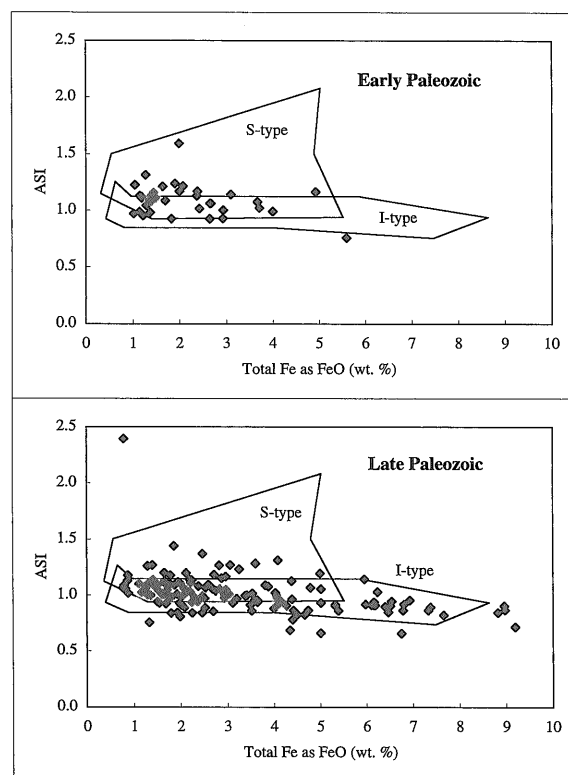 2.5
Early Paleozoic
2.0
S-type
1.5
ASI
1.0
I-type
0.5
0.0
0 1 2 3 4 5 6 7 8 9 10
Total Fe as FeO (wt. %)
2.5
Late Paleozoic
2.0
S-type
1.5
ASI
I-type
1.0
0.5
0.0
0 1 2 3 4 5 6 7 8 9 10
Total Fe as FeO (wt. %)